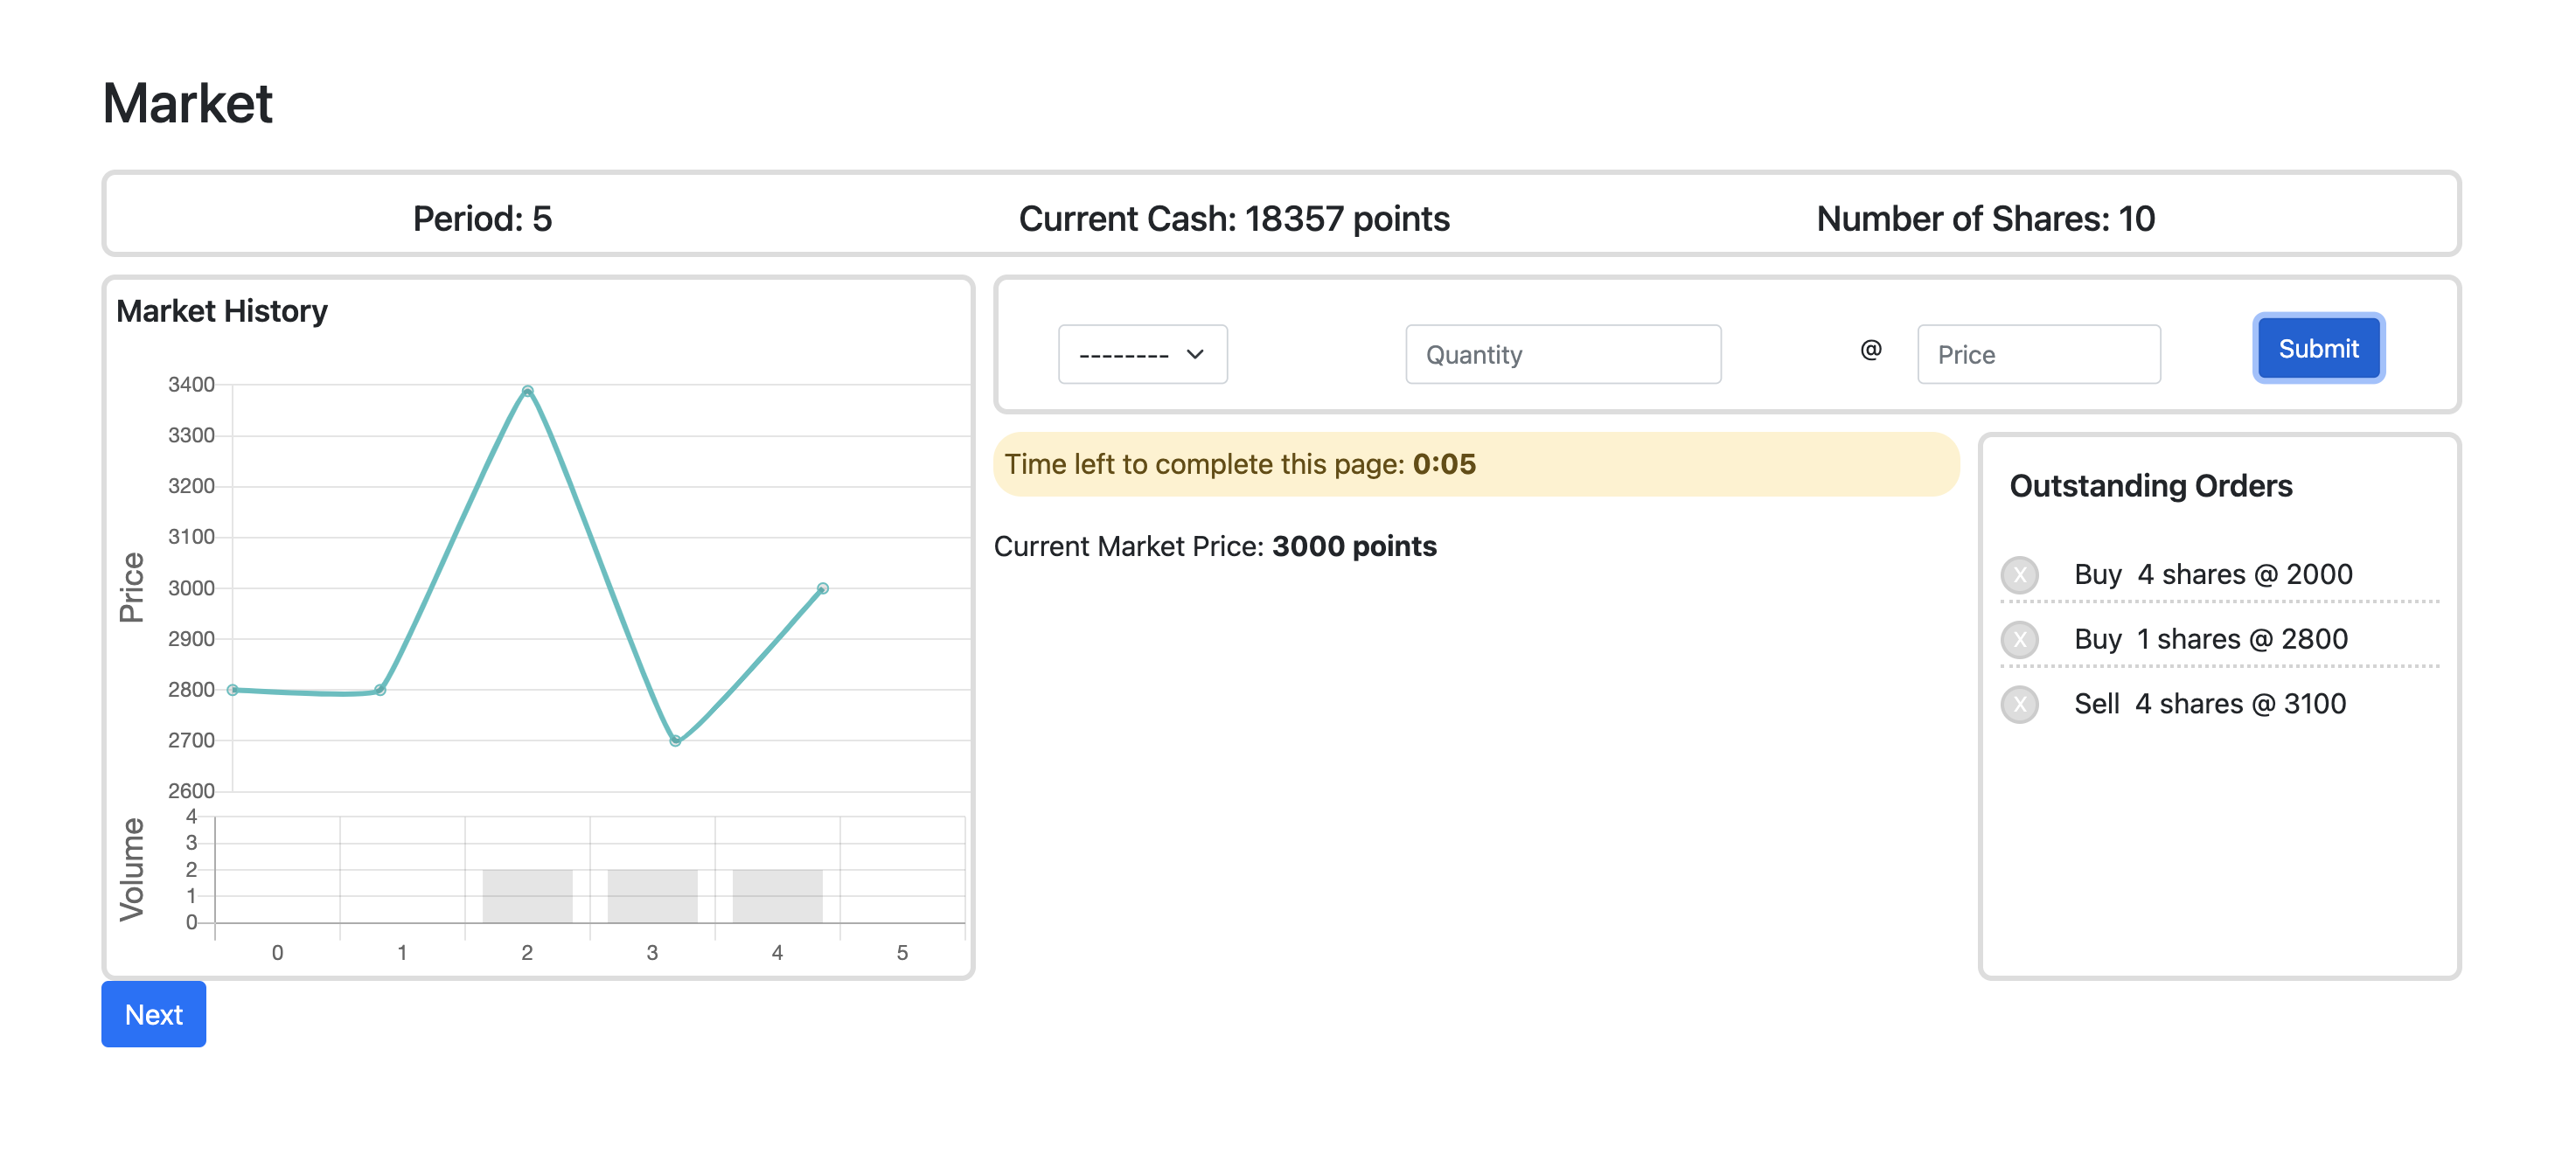 Market
Period: 5
Current Cash: 18357 points
Number of Shares: 10
Market History
3400
3300
3200
3100
3000
2900
2800
2700
2600
Price
4
3
2
1
0
Volume
0 1 2 3 4 5
Next
--------
Quantity
@
Price
Submit
Time left to complete this page: 0:05
Current Market Price: 3000 points
Outstanding Orders
X Buy 4 shares @ 2000
X Buy 1 shares @ 2800
X Sell 4 shares @ 3100